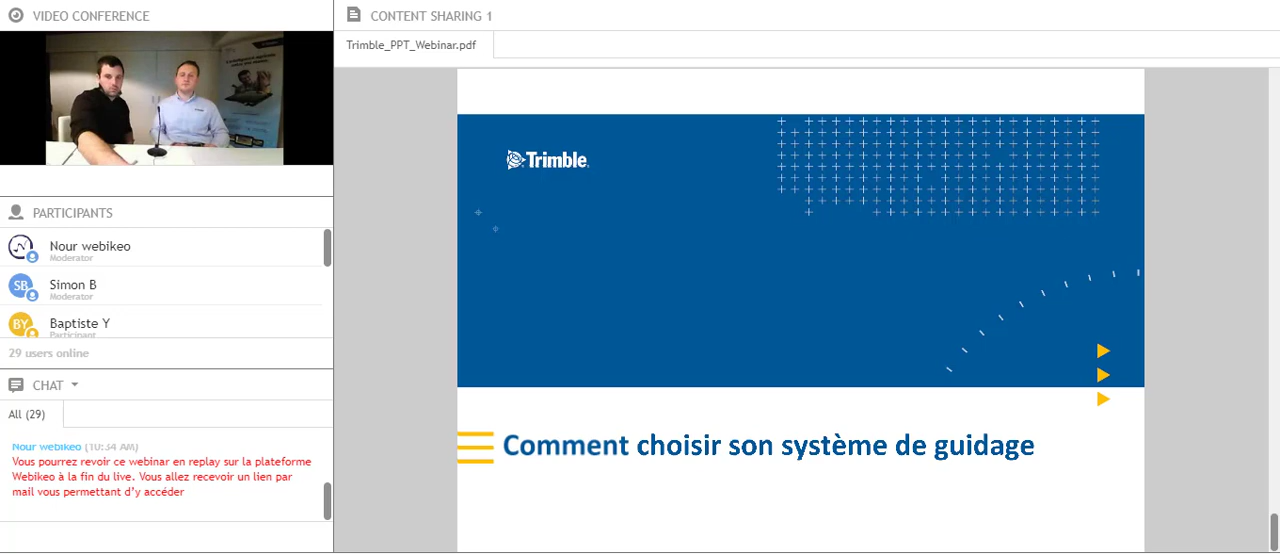 VIDEO CONFERENCE
PARTICIPANTS
Nour webikeo
Moderator
SB
Simon B
Moderator
BY
Baptiste Y
Participant
29 users online
CHAT
All (29)
Nour webikeo (10:34 AM)
Vous pourrez revoir ce webinar en replay sur la plateforme
Webikeo à la fin du live. Vous allez recevoir un lien par
mail vous permettant d'y accéder
CONTENT SHARING 1
Trimble_PPT_Webinar.pdf
Trimble
Comment choisir son système de guidage